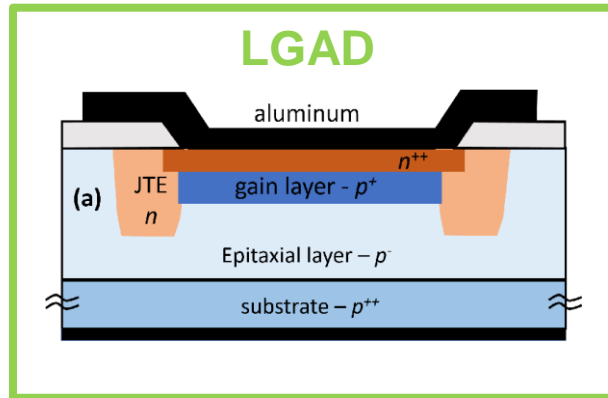 LGAD
aluminum
n++
JTE
n
gain layer - p+
(a)
Epitaxial layer – p-
substrate – p++